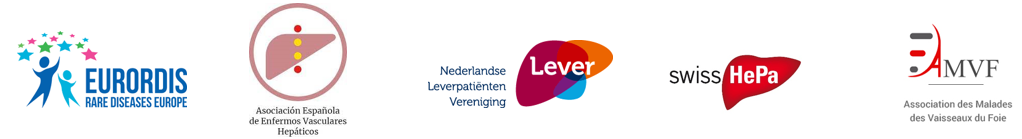 EURORDIS
RARE DISEASES EUROPE
Asociación Española
de Enfermos Vasculares
Hepáticos
Nederlandse
Leverpatiënten
Vereniging
Lever
swiss HePa
AMVF
Association des Malades
des Vaisseaux du Foie